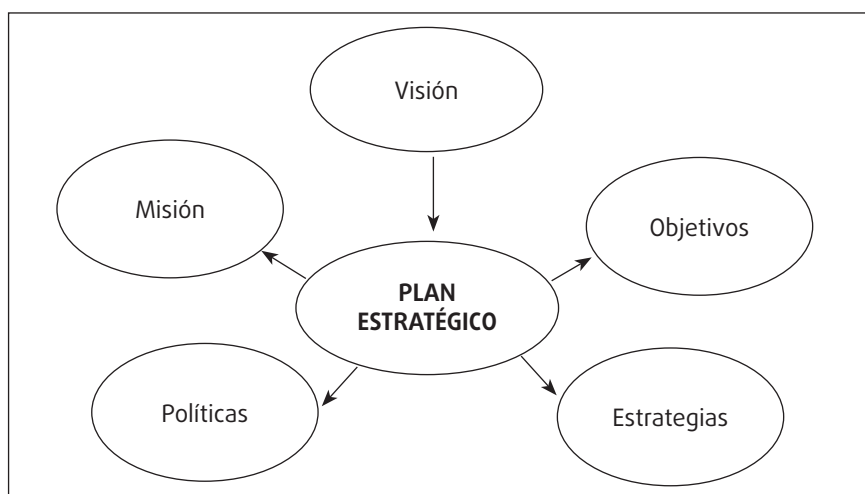 Visión
Misión
Objetivos
PLAN
ESTRATÉGICO
Políticas
Estrategias